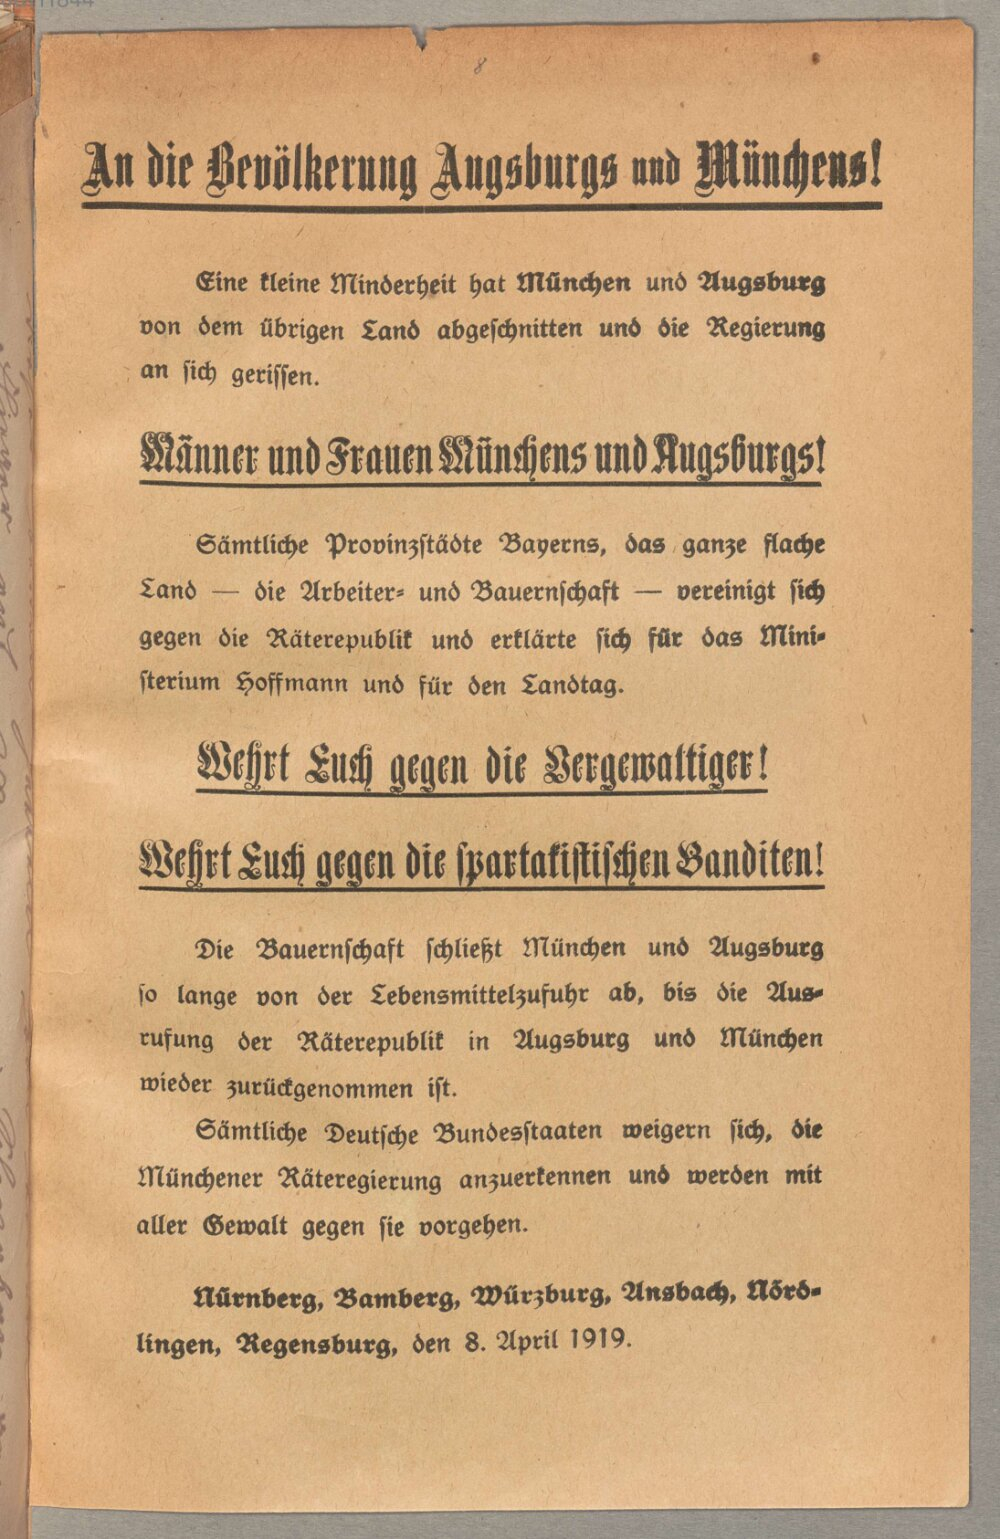 8
An die Bevölkerung Augsburgs und Münchens!
Eine kleine Minderheit hat München und Augsburg
von dem übrigen Land abgeschnitten und die Regierung
an sich gerissen.
Männer und Frauen Münchens und Augsburgs!
Sämtliche Provinzstädte Bayerns, das ganze flache
Land — die Arbeiter- und Bauernschaft — vereinigt sich
gegen die Räterepublik und erklärte sich für das Mini-
sterium Hoffmann und für den Landtag.
Wehrt Euch gegen die Vergewaltiger!
Wehrt Euch gegen die spartakistischen Banditen!
Die Bauernschaft schließt München und Augsburg
so lange von der Lebensmittelzufuhr ab, bis die Aus-
rufung der Räterepublik in Augsburg und München
wieder zurückgenommen ist.
Sämtliche Deutsche Bundesstaaten weigern sich, die
Münchener Räteregierung anzuerkennen und werden mit
aller Gewalt gegen sie vorgehen.
Nürnberg, Bamberg, Würzburg, Ansbach, Nörd-
lingen, Regensburg, den 8. April 1919.